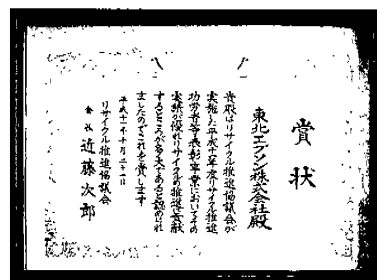 賞状
東北エプソン株式会社殿
貴殿はリサイクル推進協議会が
実施した平成十二年度リサイクル推進
功労者等表彰事業においてその
実績が優れリサイクルの推進に貢献
するところが多大であると認められ
ましたのでこれを賞します
平成十二年十月二十一日
リサイクル推進協議会
会長 近藤次郎